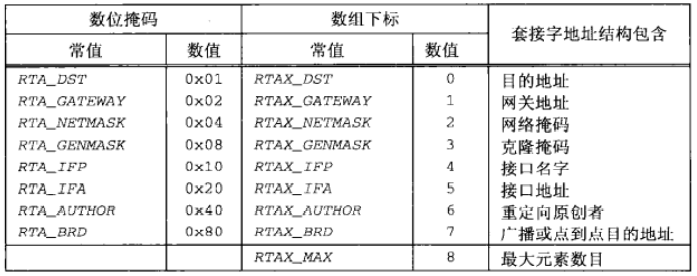 数位掩码 数组下标 套接字地址结构包含
常值 数值 常值 数值
RTA_DST 0x01 RTAX_DST 0 目的地址
RTA_GATEWAY 0x02 RTAX_GATEWAY 1 网关地址
RTA_NETMASK 0x04 RTAX_NETMASK 2 网络掩码
RTA_GENMASK 0x08 RTAX_GENMASK 3 克隆掩码
RTA_IFP 0x10 RTAX_IFP 4 接口名字
RTA_IFA 0x20 RTAX_IFA 5 接口地址
RTA_AUTHOR 0x40 RTAX_AUTHOR 6 重定向原创者
RTA_BRD 0x80 RTAX_BRD 7 广播或点到点目的地址
RTAX_MAX 8 最大元素数目